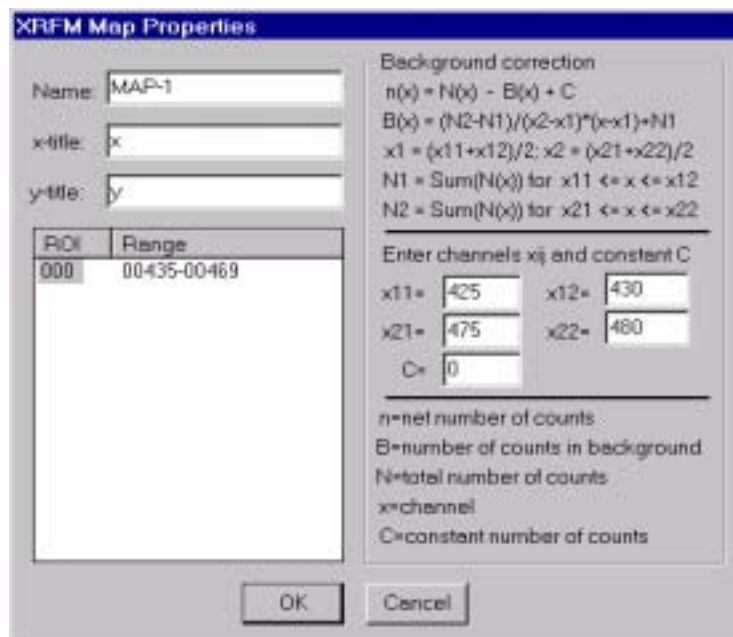 XRFM Map Properties
Name: MAP-1
x-title: x
y-title: y
ROI Range
000 00435-00469
Background correction
n(x) = N(x) - B(x) + C
B(x) = (N2-N1)/(x2-x1)*(x-x1)+N1
x1 = (x11+x12)/2; x2 = (x21+x22)/2
N1 = Sum(N(x)) for x11 <= x <= x12
N2 = Sum(N(x)) for x21 <= x <= x22
Enter channels xij and constant C
x11= 425 x12= 430
x21= 475 x22= 480
C= 0
n=net number of counts
B=number of counts in background
N=total number of counts
x=channel
C=constant number of counts
OK Cancel